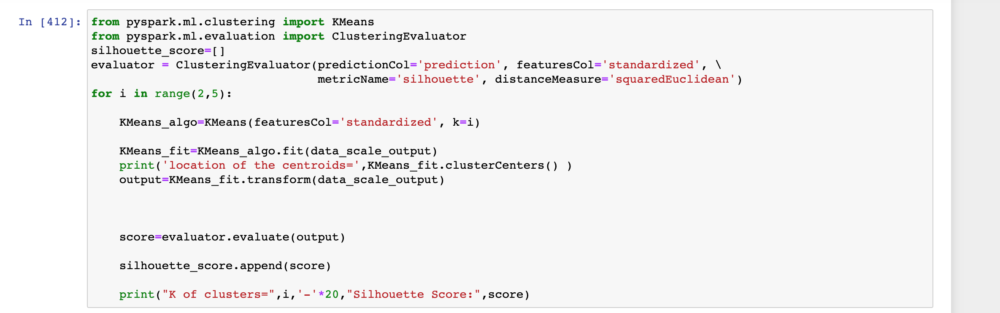 In [412]: from pyspark.ml.clustering import KMeans
from pyspark.ml.evaluation import ClusteringEvaluator
silhouette_score=[]
evaluator = ClusteringEvaluator(predictionCol='prediction', featuresCol='standardized', \
                                metricName='silhouette', distanceMeasure='squaredEuclidean')
for i in range(2,5):
    KMeans_algo=KMeans(featuresCol='standardized', k=i)
    KMeans_fit=KMeans_algo.fit(data_scale_output)
    print('location of the centroids=',KMeans_fit.clusterCenters() )
    output=KMeans_fit.transform(data_scale_output)
    score=evaluator.evaluate(output)
    silhouette_score.append(score)
    print("K of clusters=",i,'-'*20,"Silhouette Score:",score)